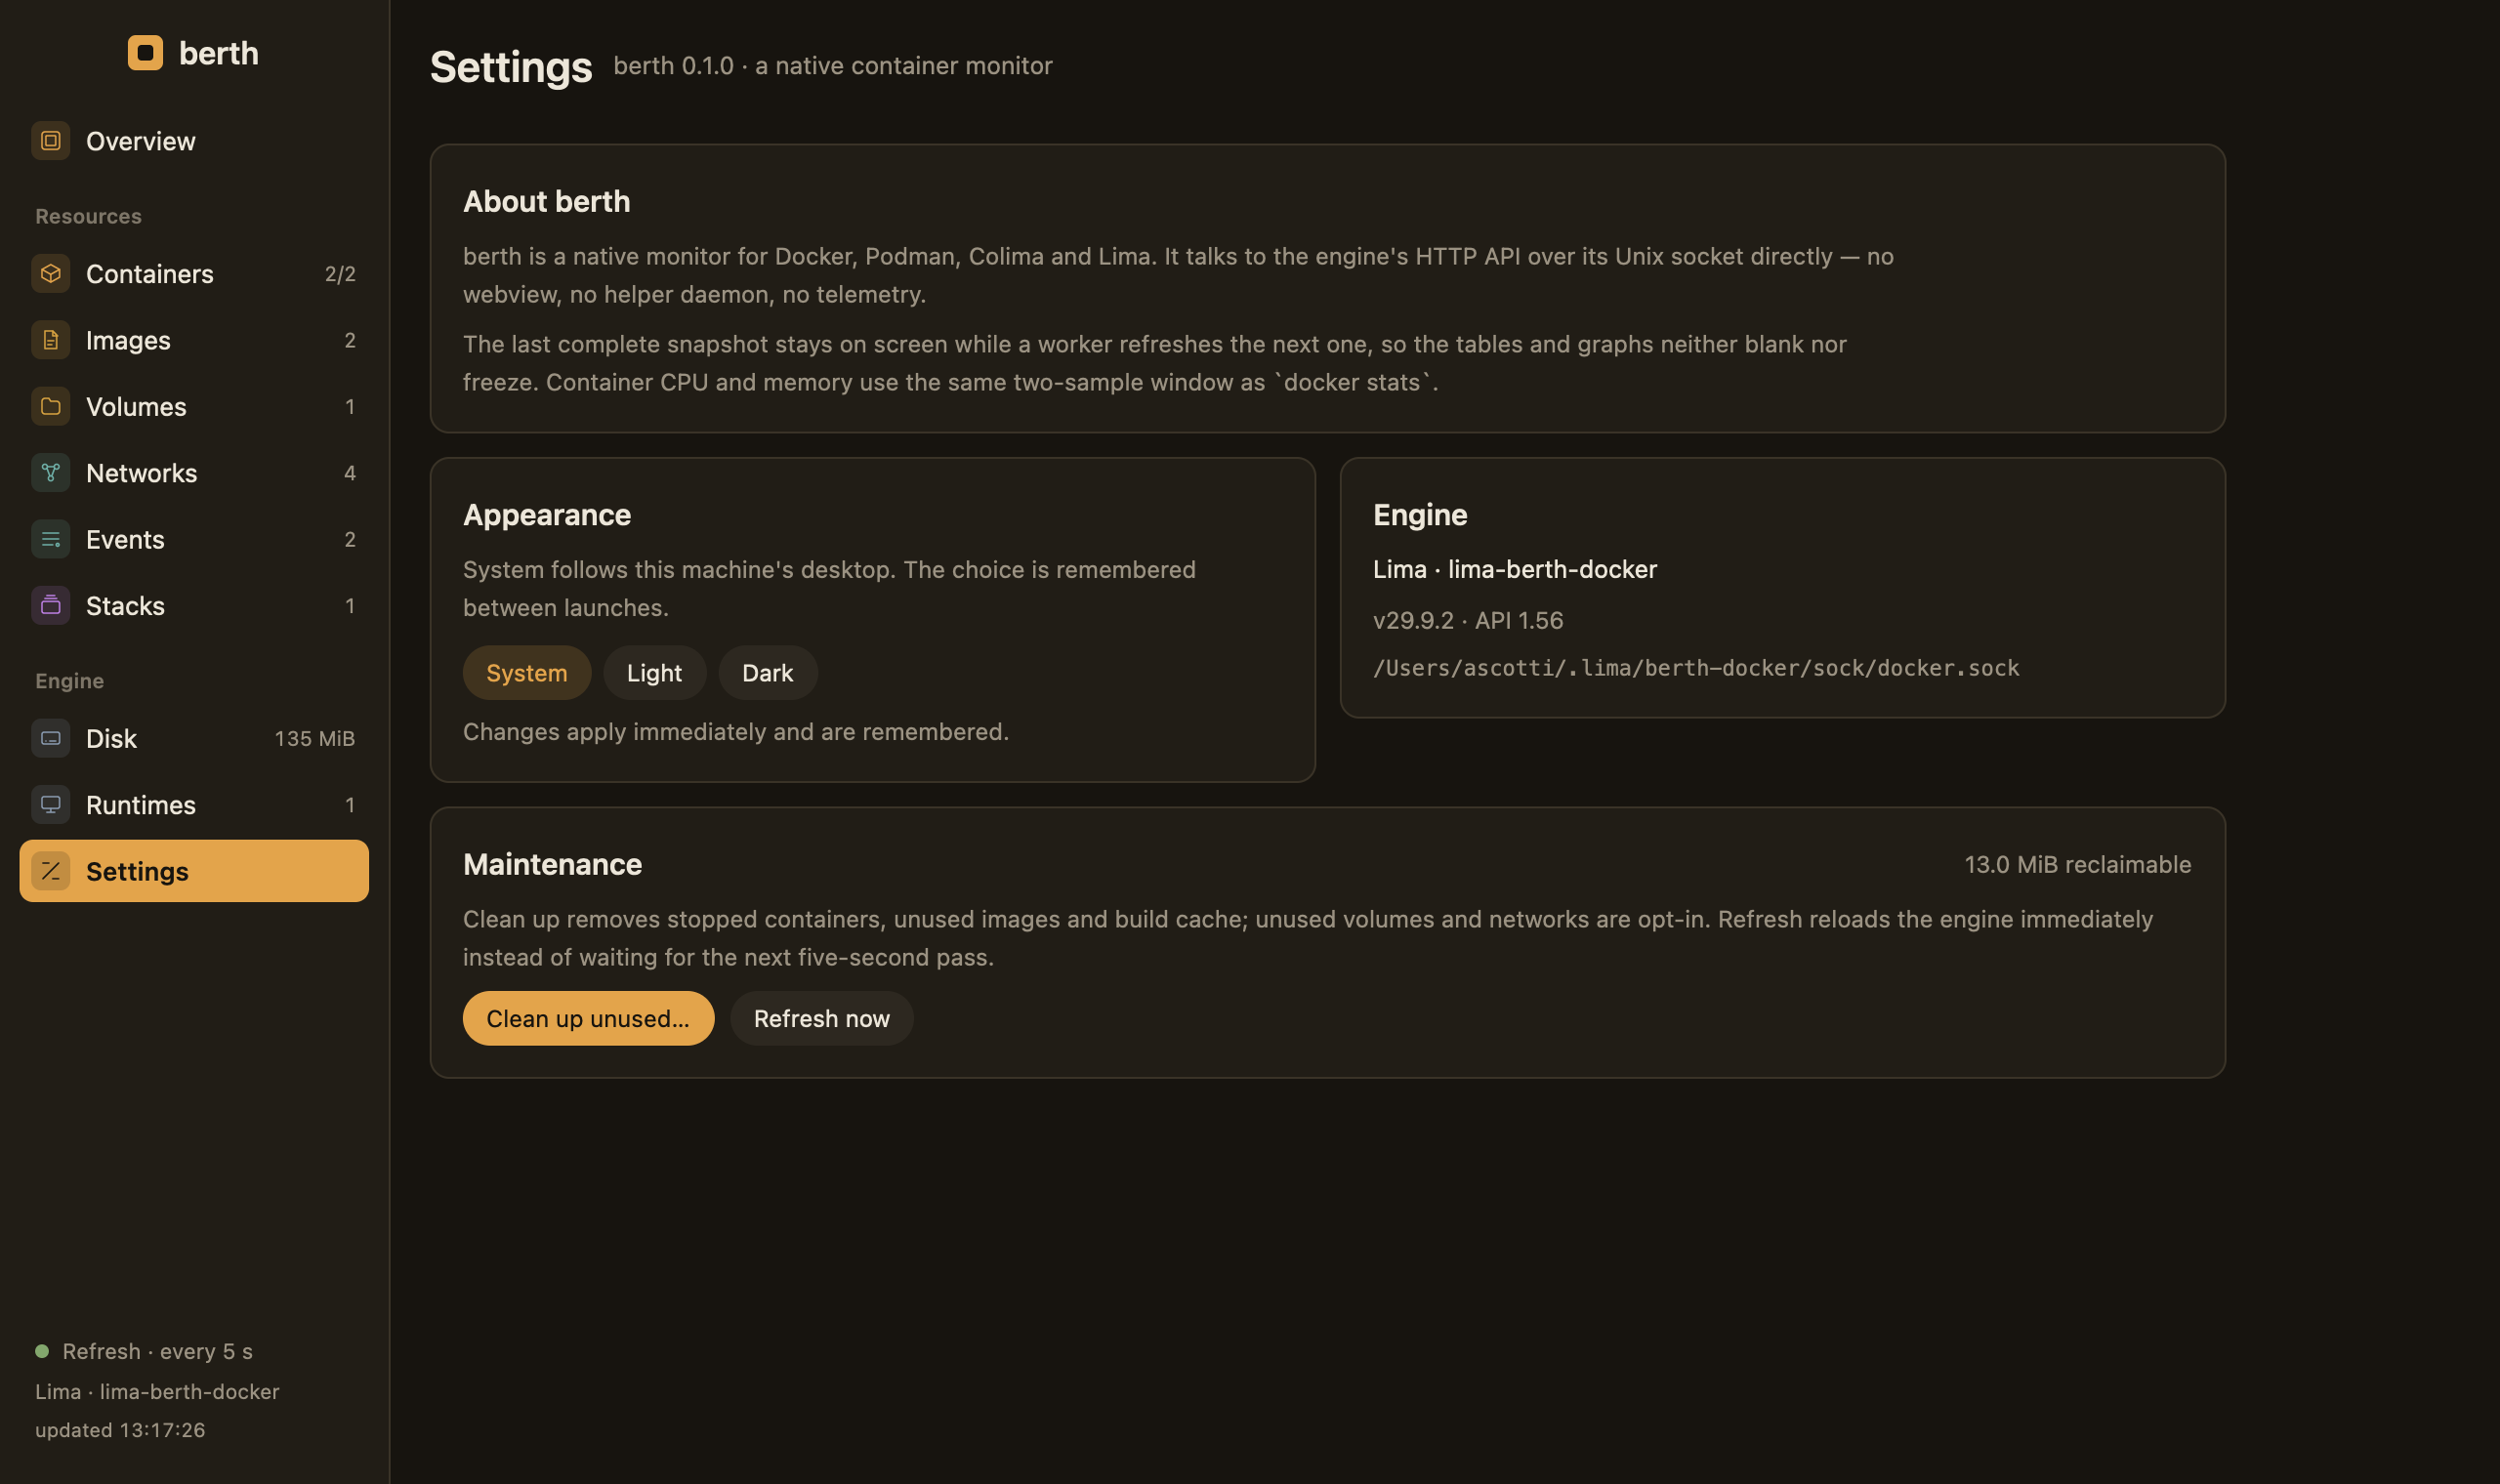 berth
Overview
Resources
Containers 2/2
Images 2
Volumes 1
Networks 4
Events 2
Stacks 1
Engine
Disk 135 MiB
Runtimes 1
Settings
Refresh · every 5 s
Lima · lima-berth-docker
updated 13:17:26
Settings berth 0.1.0 · a native container monitor
About berth
berth is a native monitor for Docker, Podman, Colima and Lima. It talks to the engine's HTTP API over its Unix socket directly — no
webview, no helper daemon, no telemetry.
The last complete snapshot stays on screen while a worker refreshes the next one, so the tables and graphs neither blank nor
freeze. Container CPU and memory use the same two-sample window as `docker stats`.
Appearance
System follows this machine's desktop. The choice is remembered
between launches.
System Light Dark
Changes apply immediately and are remembered.
Engine
Lima · lima-berth-docker
v29.9.2 · API 1.56
/Users/ascotti/.lima/berth-docker/sock/docker.sock
Maintenance 13.0 MiB reclaimable
Clean up removes stopped containers, unused images and build cache; unused volumes and networks are opt-in. Refresh reloads the engine immediately
instead of waiting for the next five-second pass.
Clean up unused... Refresh now